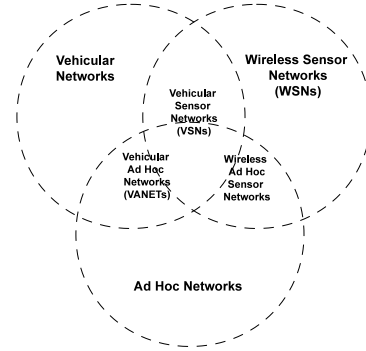 Vehicular
Networks
Wireless Sensor
Networks
(WSNs)
Vehicular
Sensor
Networks
(VSNs)
Vehicular
Ad Hoc
Networks
(VANETs)
Wireless
Ad Hoc
Sensor
Networks
Ad Hoc Networks